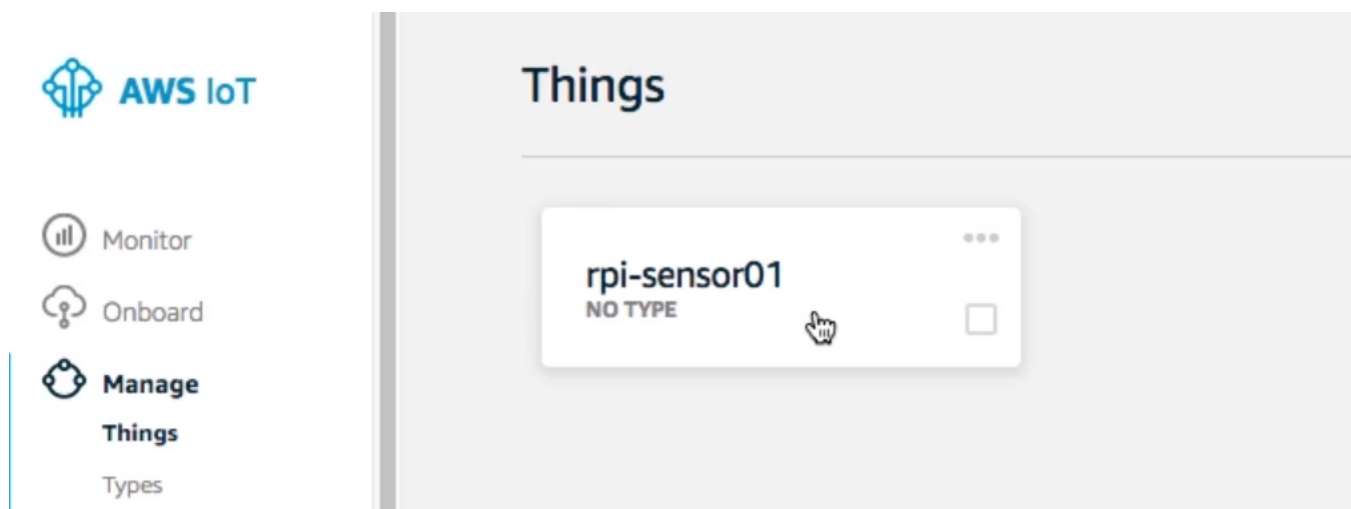 AWS IoT
Monitor
Onboard
Manage
Things
Types
Things
rpi-sensor01
NO TYPE